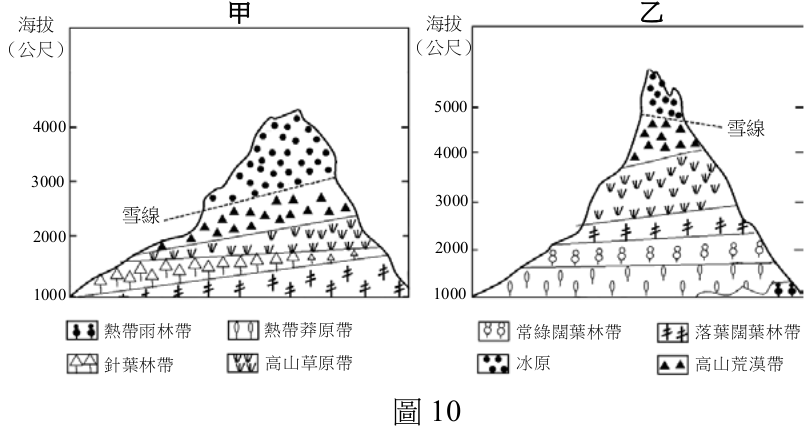 甲
海拔
（公尺）
4000
3000
2000
1000
雪線
乙
海拔
（公尺）
5000
4000
3000
2000
1000
雪線
熱帶雨林帶
熱帶莽原帶
常綠闊葉林帶
落葉闊葉林帶
針葉林帶
高山草原帶
冰原
高山荒漠帶
圖 10